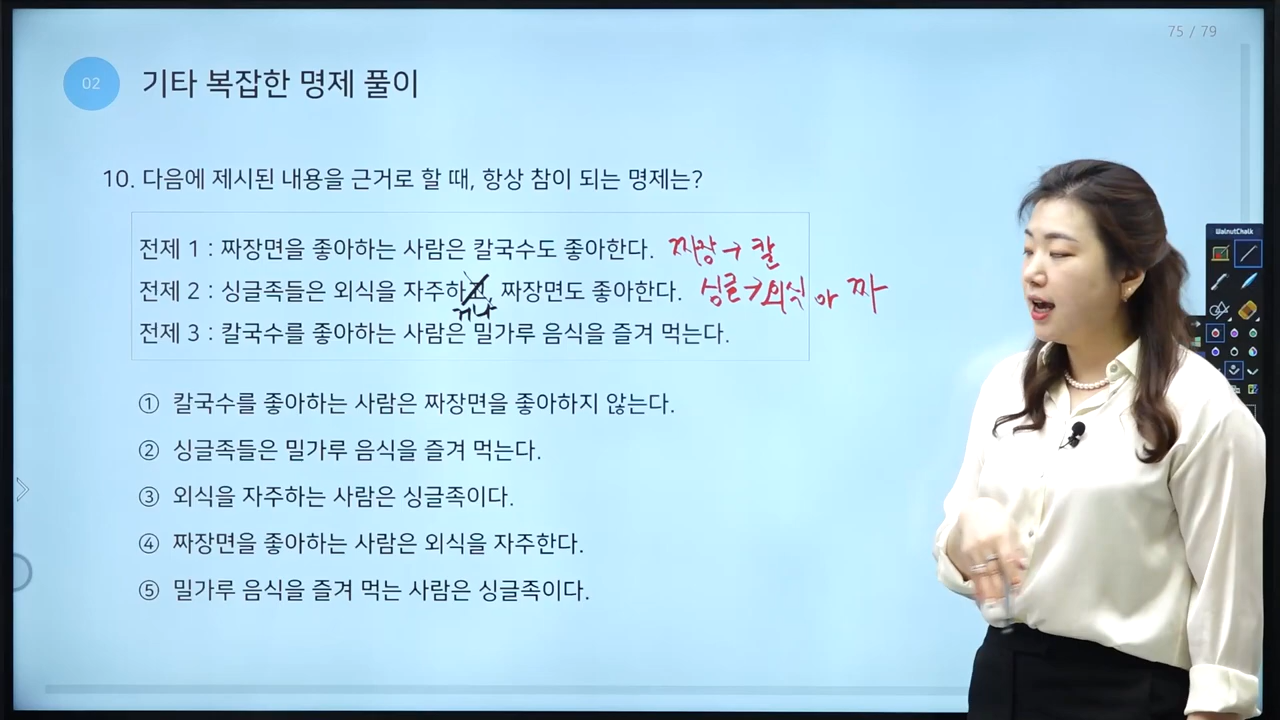 75 / 79
02 기타 복잡한 명제 풀이
10. 다음에 제시된 내용을 근거로 할 때, 항상 참이 되는 명제는?
전제 1 : 짜장면을 좋아하는 사람은 칼국수도 좋아한다. 짜장 → 칼
전제 2 : 싱글족들은 외식을 자주하고, 짜장면도 좋아한다. 싱글→외식 or 짜
거나
전제 3 : 칼국수를 좋아하는 사람은 밀가루 음식을 즐겨 먹는다.
① 칼국수를 좋아하는 사람은 짜장면을 좋아하지 않는다.
② 싱글족들은 밀가루 음식을 즐겨 먹는다.
③ 외식을 자주하는 사람은 싱글족이다.
④ 짜장면을 좋아하는 사람은 외식을 자주한다.
⑤ 밀가루 음식을 즐겨 먹는 사람은 싱글족이다.
WalnutChalk